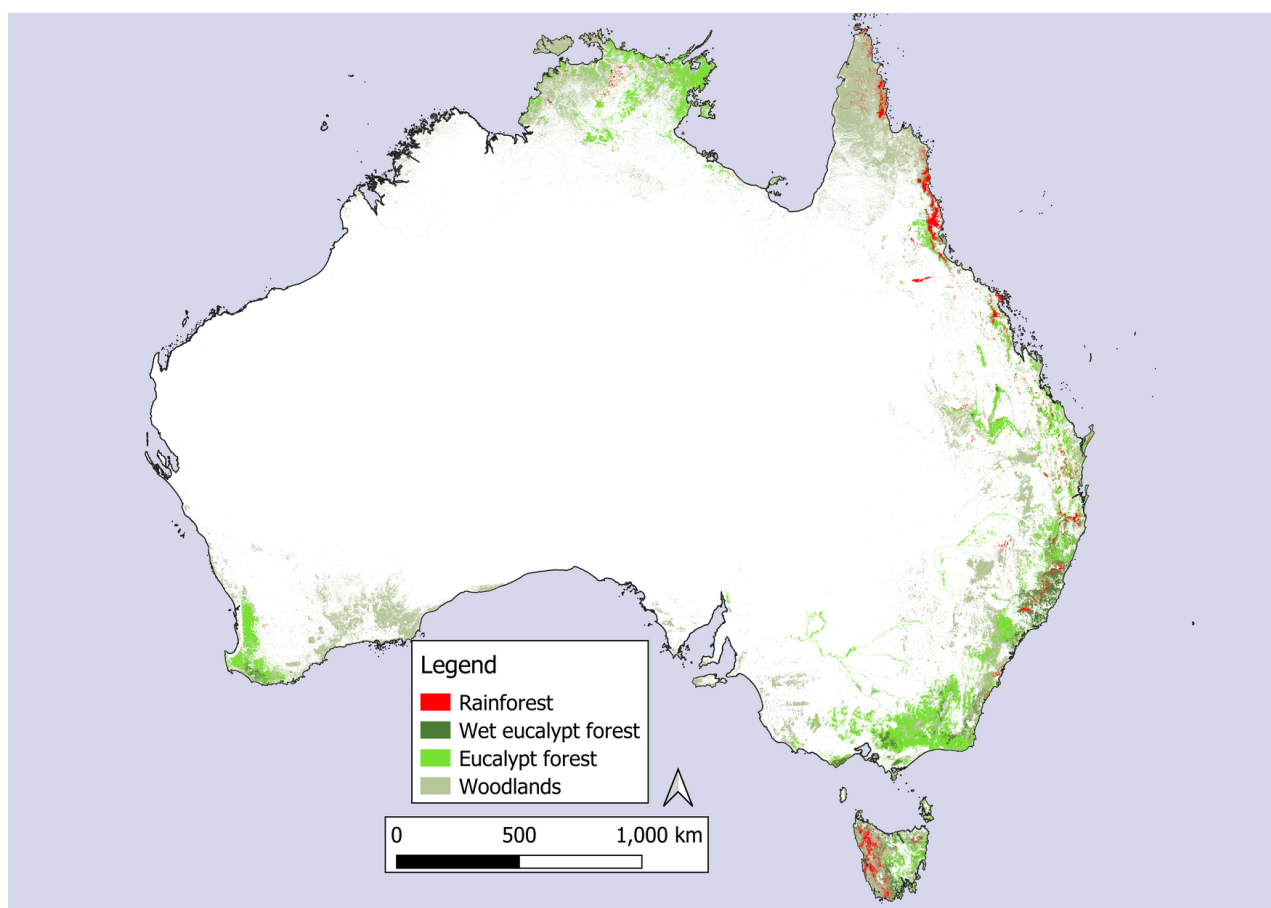 Legend
Rainforest
Wet eucalypt forest
Eucalypt forest
Woodlands
0 500 1,000 km